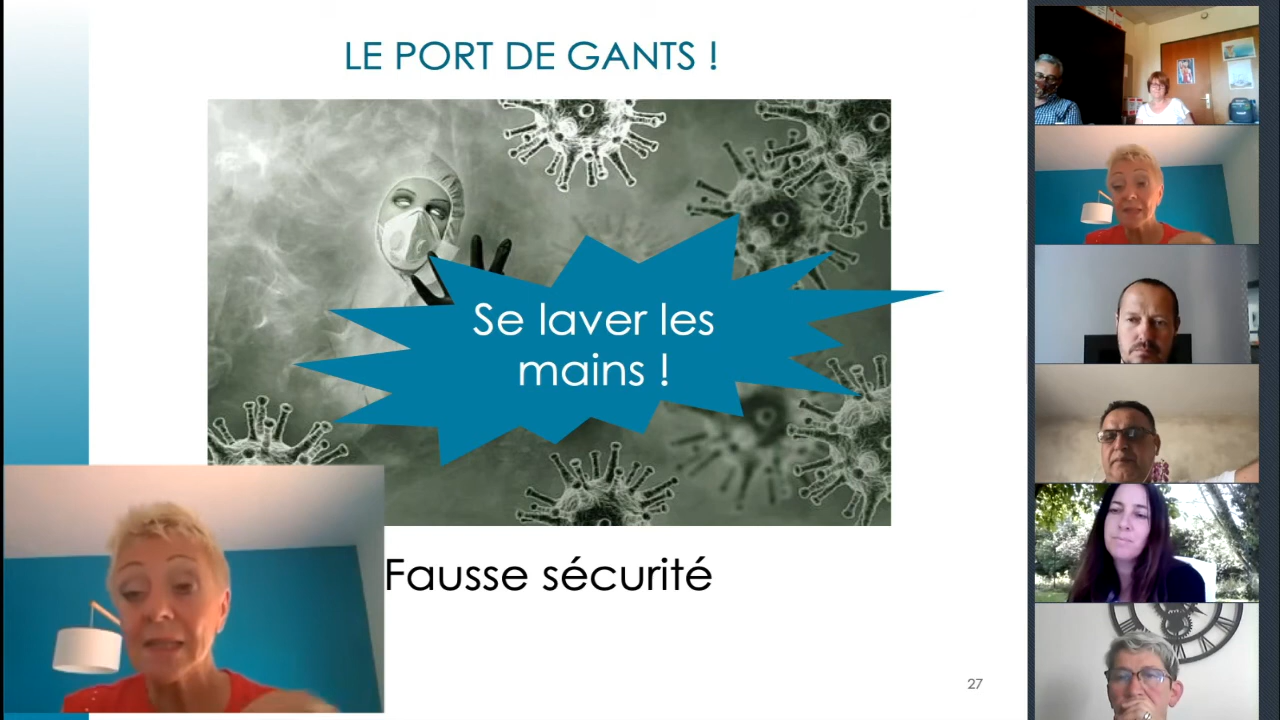 LE PORT DE GANTS !
Se laver les
mains !
Fausse sécurité
27